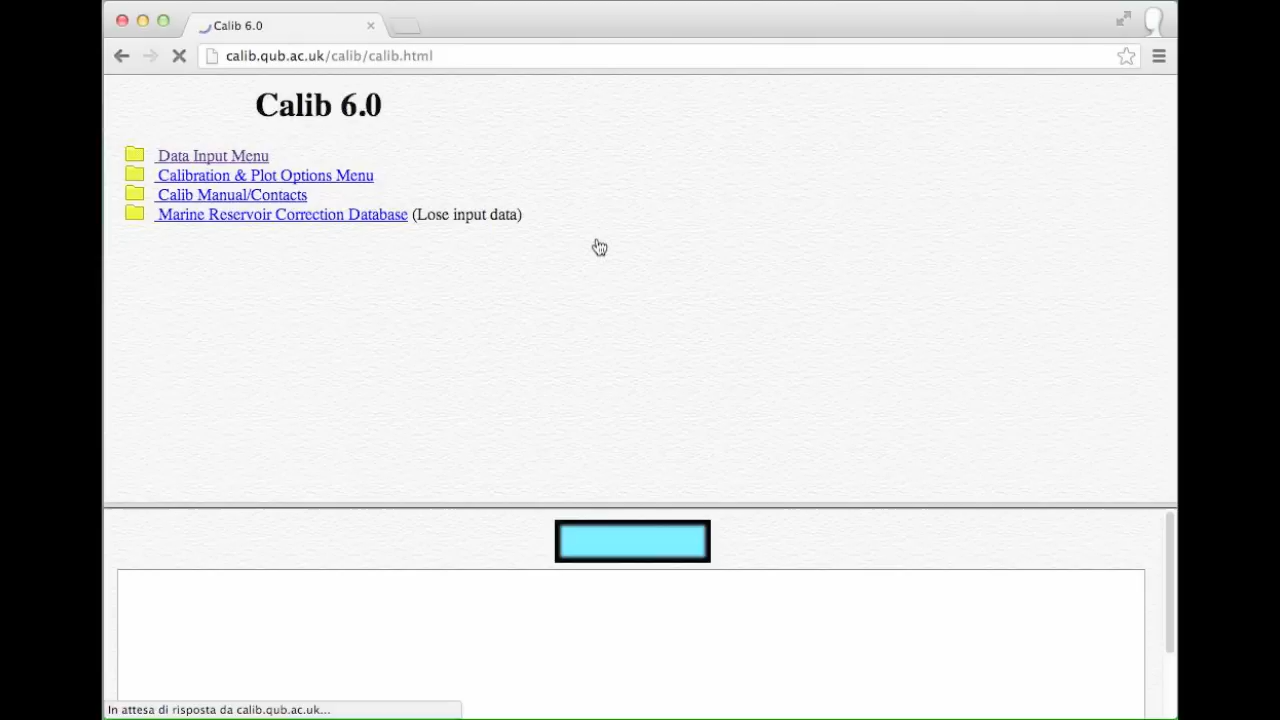 Calib 6.0
calib.qub.ac.uk/calib/calib.html
Calib 6.0
Data Input Menu
Calibration & Plot Options Menu
Calib Manual/Contacts
Marine Reservoir Correction Database (Lose input data)
In attesa di risposta da calib.qub.ac.uk...